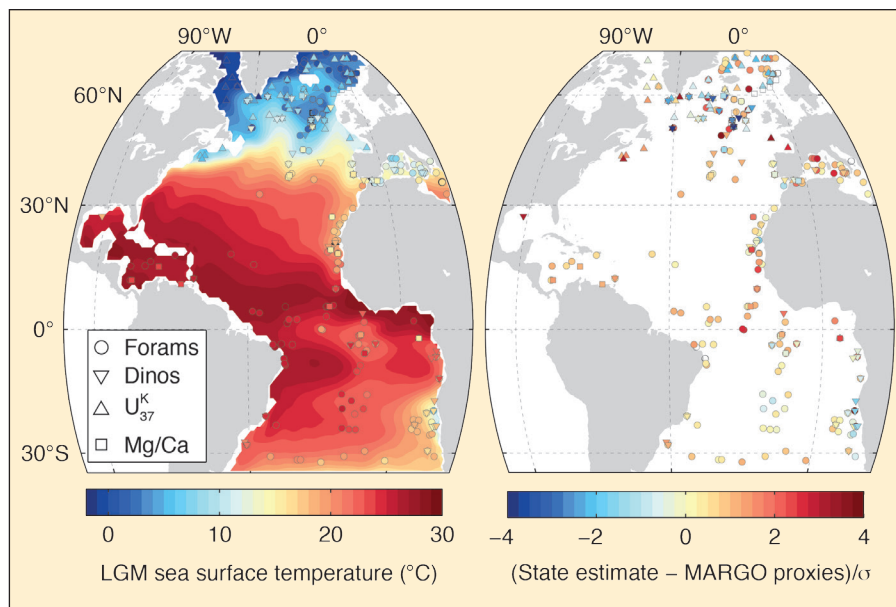 90°W 0°
90°W 0°
60°N
30°N
0°
30°S
Forams
Dinos
U₃₇ᴷ
Mg/Ca
0 10 20 30
LGM sea surface temperature (°C)
−4 −2 0 2 4
(State estimate – MARGO proxies)/σ